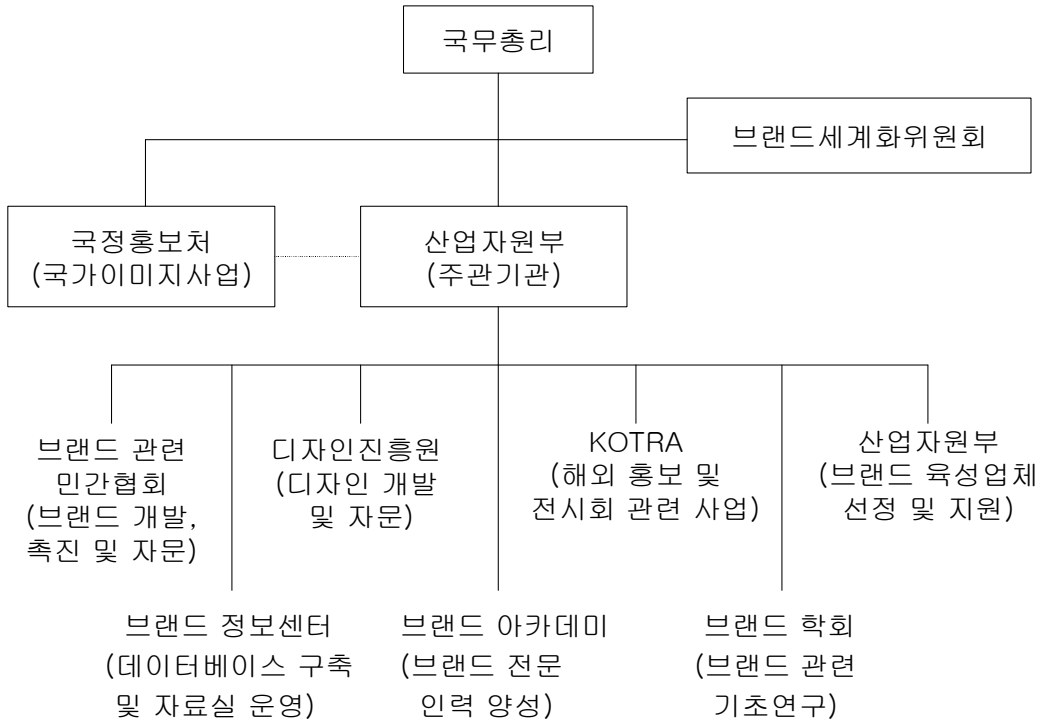 국무총리
브랜드세계화위원회
국정홍보처
(국가이미지사업)
산업자원부
(주관기관)
브랜드 관련
민간협회
(브랜드 개발,
촉진 및 자문)
디자인진흥원
(디자인 개발
및 자문)
KOTRA
(해외 홍보 및
전시회 관련 사업)
산업자원부
(브랜드 육성업체
선정 및 지원)
브랜드 정보센터
(데이터베이스 구축
및 자료실 운영)
브랜드 아카데미
(브랜드 전문
인력 양성)
브랜드 학회
(브랜드 관련
기초연구)